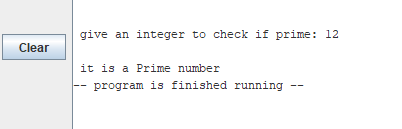 give an integer to check if prime: 12
Clear
it is a Prime number
-- program is finished running --